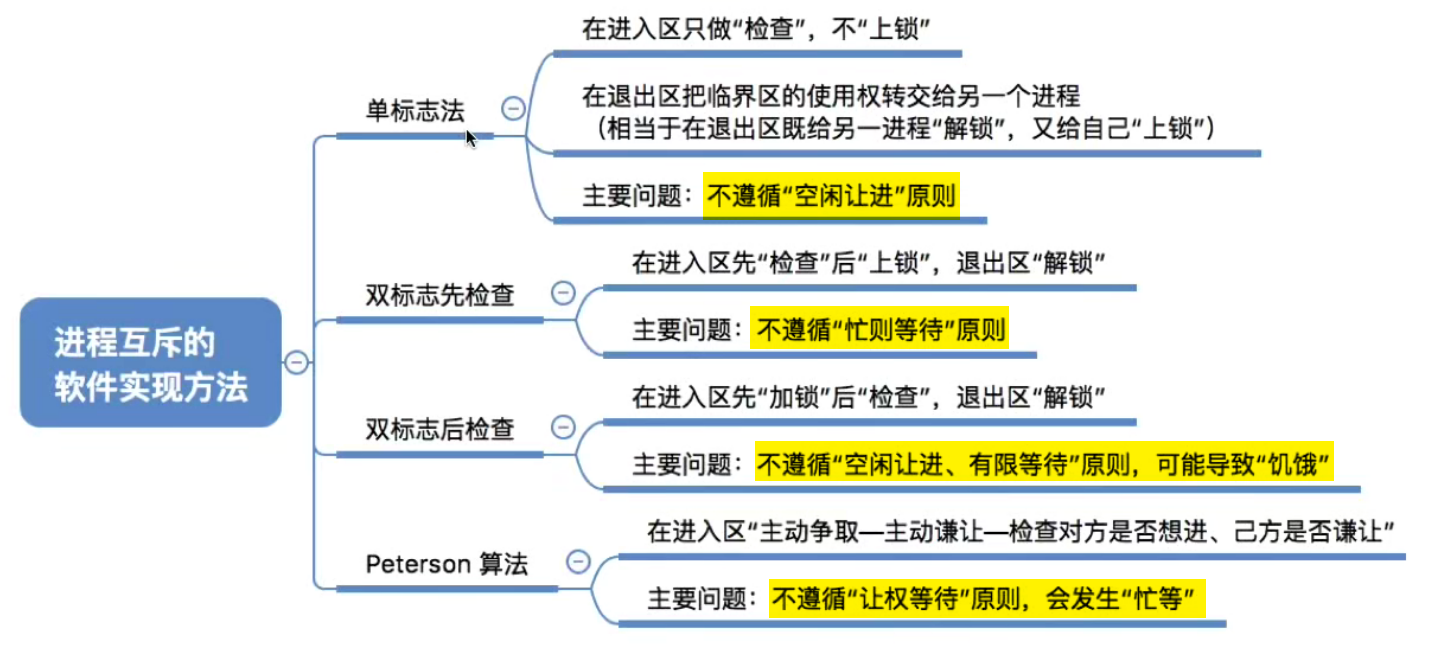 进程互斥的
软件实现方法
单标志法
在进入区只做“检查”，不“上锁”
在退出区把临界区的使用权转交给另一个进程
（相当于在退出区既给另一进程“解锁”，又给自己“上锁”）
主要问题：不遵循“空闲让进”原则
双标志先检查
在进入区先“检查”后“上锁”，退出区“解锁”
主要问题：不遵循“忙则等待”原则
双标志后检查
在进入区先“加锁”后“检查”，退出区“解锁”
主要问题：不遵循“空闲让进、有限等待”原则，可能导致“饥饿”
Peterson 算法
在进入区“主动争取—主动谦让—检查对方是否想进、己方是否谦让”
主要问题：不遵循“让权等待”原则，会发生“忙等”